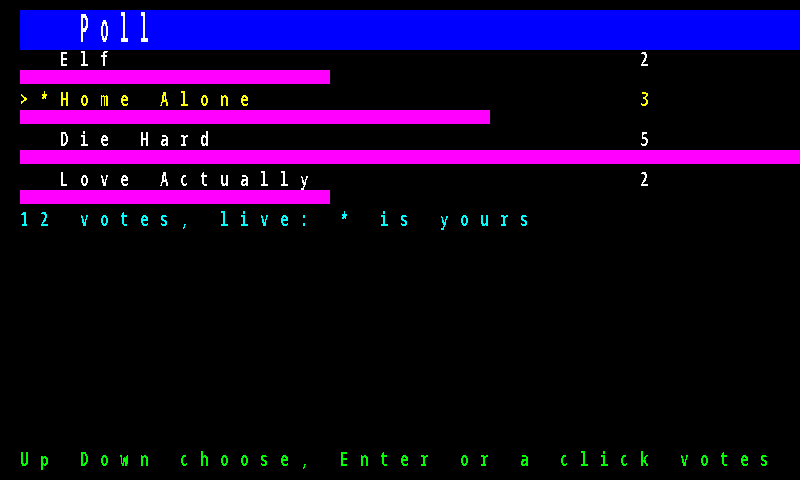 Poll
Elf 2
> * Home Alone 3
Die Hard 5
Love Actually 2
12 votes, live: * is yours
Up Down choose, Enter or a click votes